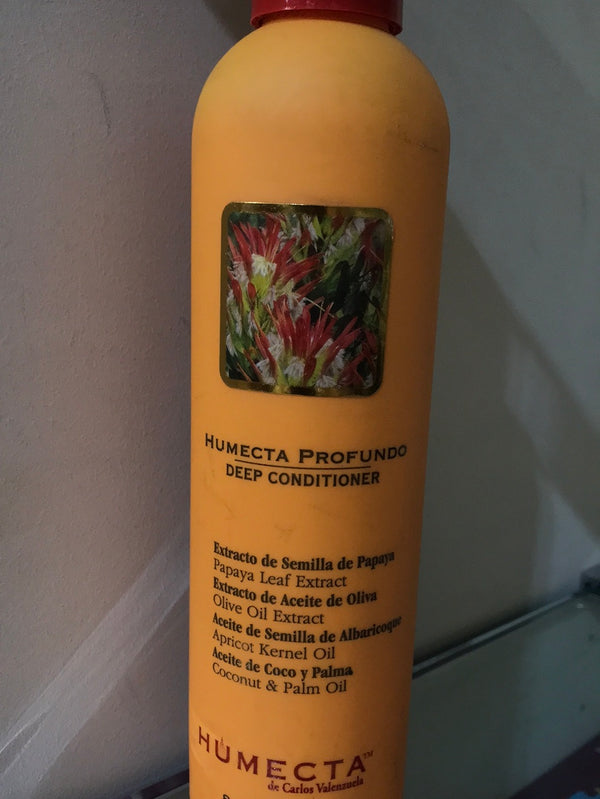 HUMECTA PROFUNDO
DEEP CONDITIONER
Extracto de Semilla de Papaya
Papaya Leaf Extract
Extracto de Aceite de Oliva
Olive Oil Extract
Aceite de Semilla de Albaricoque
Apricot Kernel Oil
Aceite de Coco y Palma
Coconut & Palm Oil
HUMECTA™
de Carlos Valenzuela